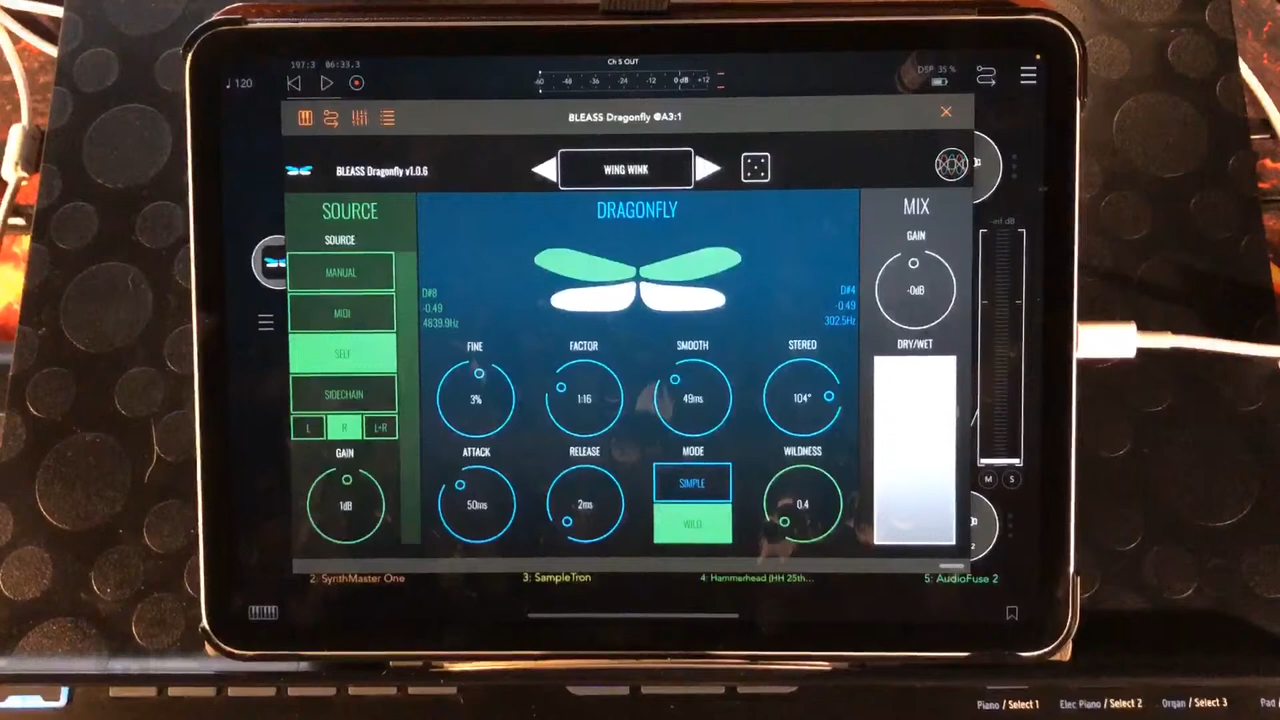 197:3 06:33.3
Ch 5 OUT
♩ 120
-60 -48 -36 -24 -12 0 dB +12
DSP 35 %
BLEASS Dragonfly @A3:1
BLEASS Dragonfly v1.0.6
WING WINK
SOURCE
DRAGONFLY
MIX
SOURCE
GAIN
-inf dB
MANUAL
MIDI
SELF
SIDECHAIN
L R L+R
GAIN
1dB
D#8
-0.49
4839.9Hz
D#4
-0.49
302.5Hz
-0dB
DRY/WET
FINE FACTOR SMOOTH STEREO
3% 1:16 49ms 104°
ATTACK RELEASE MODE WILDNESS
SIMPLE
50ms 2ms 0.4
WILD
M S
2: SynthMaster One 3: SampleTron 4: Hammerhead (HH 25th... 5: AudioFuse 2
Piano / Select 1 Elec Piano / Select 2 Organ / Select 3 Pad